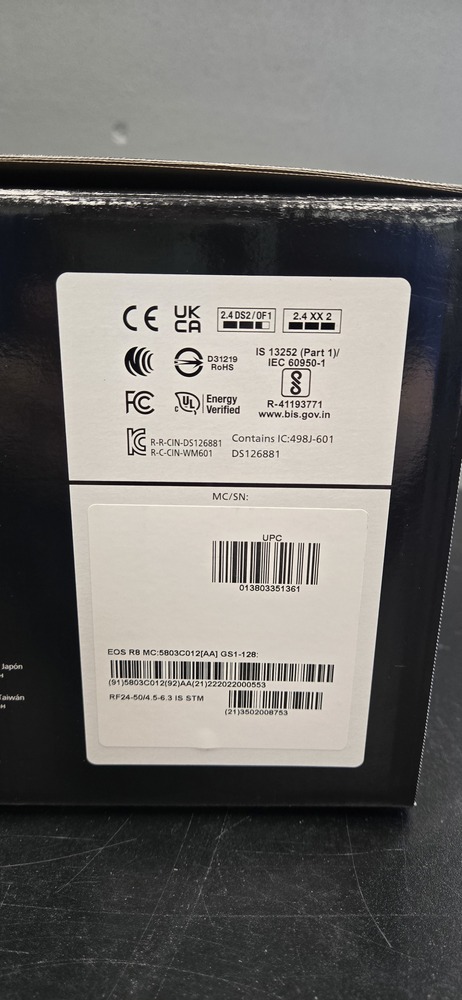 CE
UK
CA
2.4 DS2/OF1
2.4 XX 2
D31219
RoHS
IS 13252 (Part 1)/
IEC 60950-1
R-41193771
www.bis.gov.in
FC
c UL
Energy
Verified
R-R-CIN-DS126881
R-C-CIN-WM601
Contains IC:498J-601
DS126881
MC/SN:
UPC
013803351361
EOS R8 MC:5803C012[AA] GS1-128:
(91)5803C012(92)AA(21)222022000553
RF24-50/4.5-6.3 IS STM
(21)3502008753
Japón
Taiwán